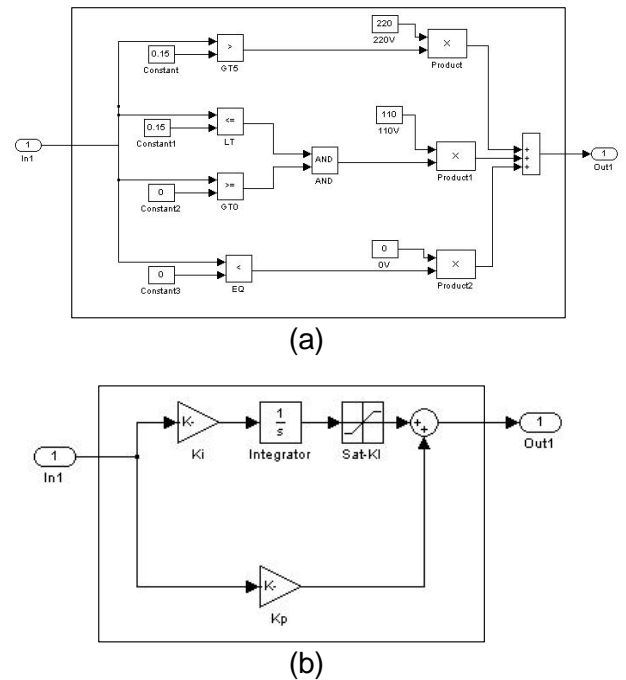 220
220V
×
Product
0.15
Constant
>
GT5
110
110V
0.15
Constant1
<=
LT
1
In1
AND
AND
×
Product1
+
+
+
1
Out1
0
Constant2
>=
GT0
0
0V
×
Product2
0
Constant3
<
EQ
(a)
1
In1
K-
Ki
1
s
Integrator
Sat-KI
+
+
1
Out1
K-
Kp
(b)